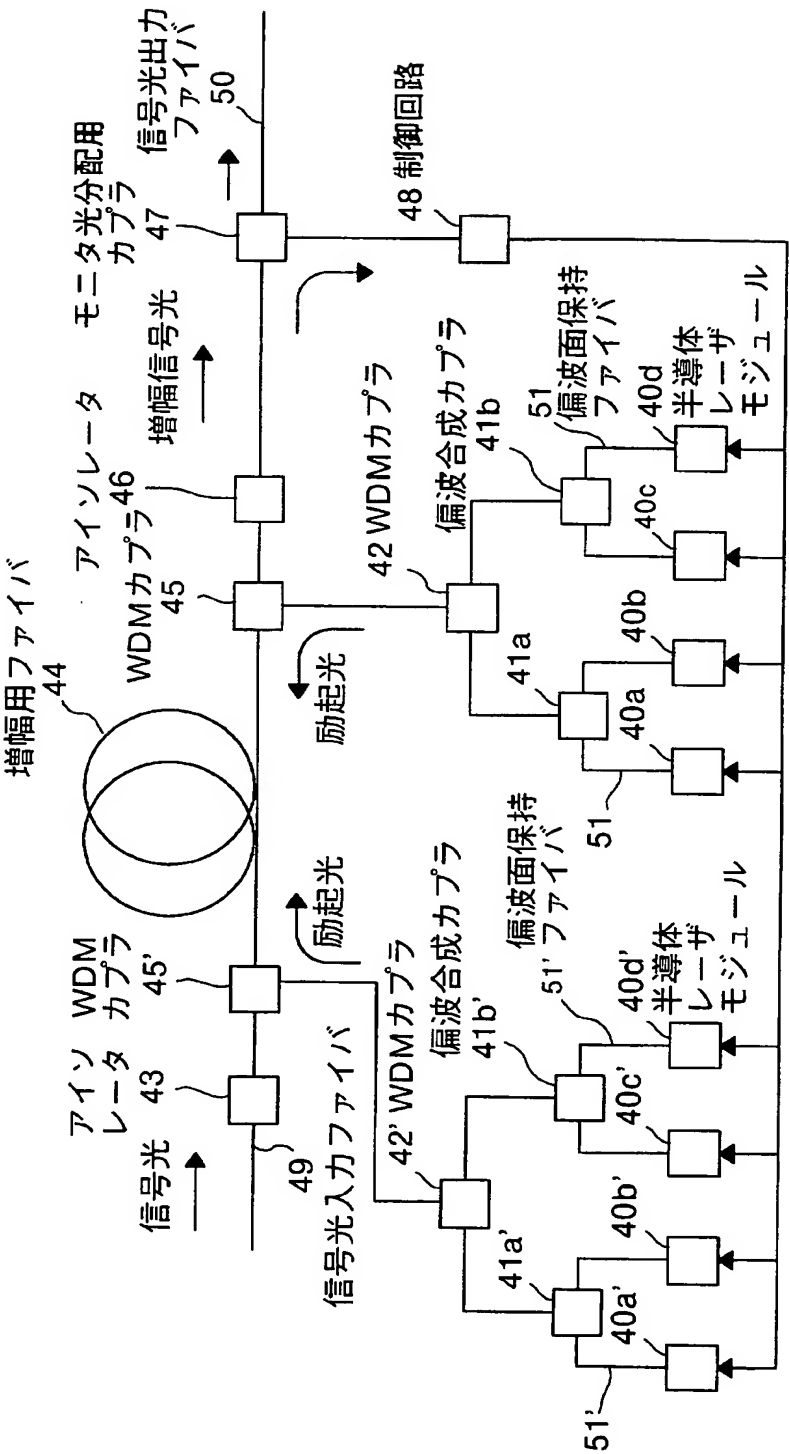 増幅用ファイバ
44
アイソ
レータ
43
WDM
カプラ
45'
WDMカプラ
45
アイソレータ
46
モニタ光分配用
カプラ
47
信号光出力
ファイバ
50
信号光
増幅信号光
49
信号光入力ファイバ
励起光
励起光
48 制御回路
42' WDMカプラ
42 WDMカプラ
偏波合成カプラ
41b'
41a'
偏波合成カプラ
41b
41a
偏波面保持
51' ファイバ
51
偏波面保持
ファイバ
51'
40a'
40b'
40c'
40d'
半導体
レーザ
モジュール
51
40a
40b
40c
40d
半導体
レーザ
モジュール